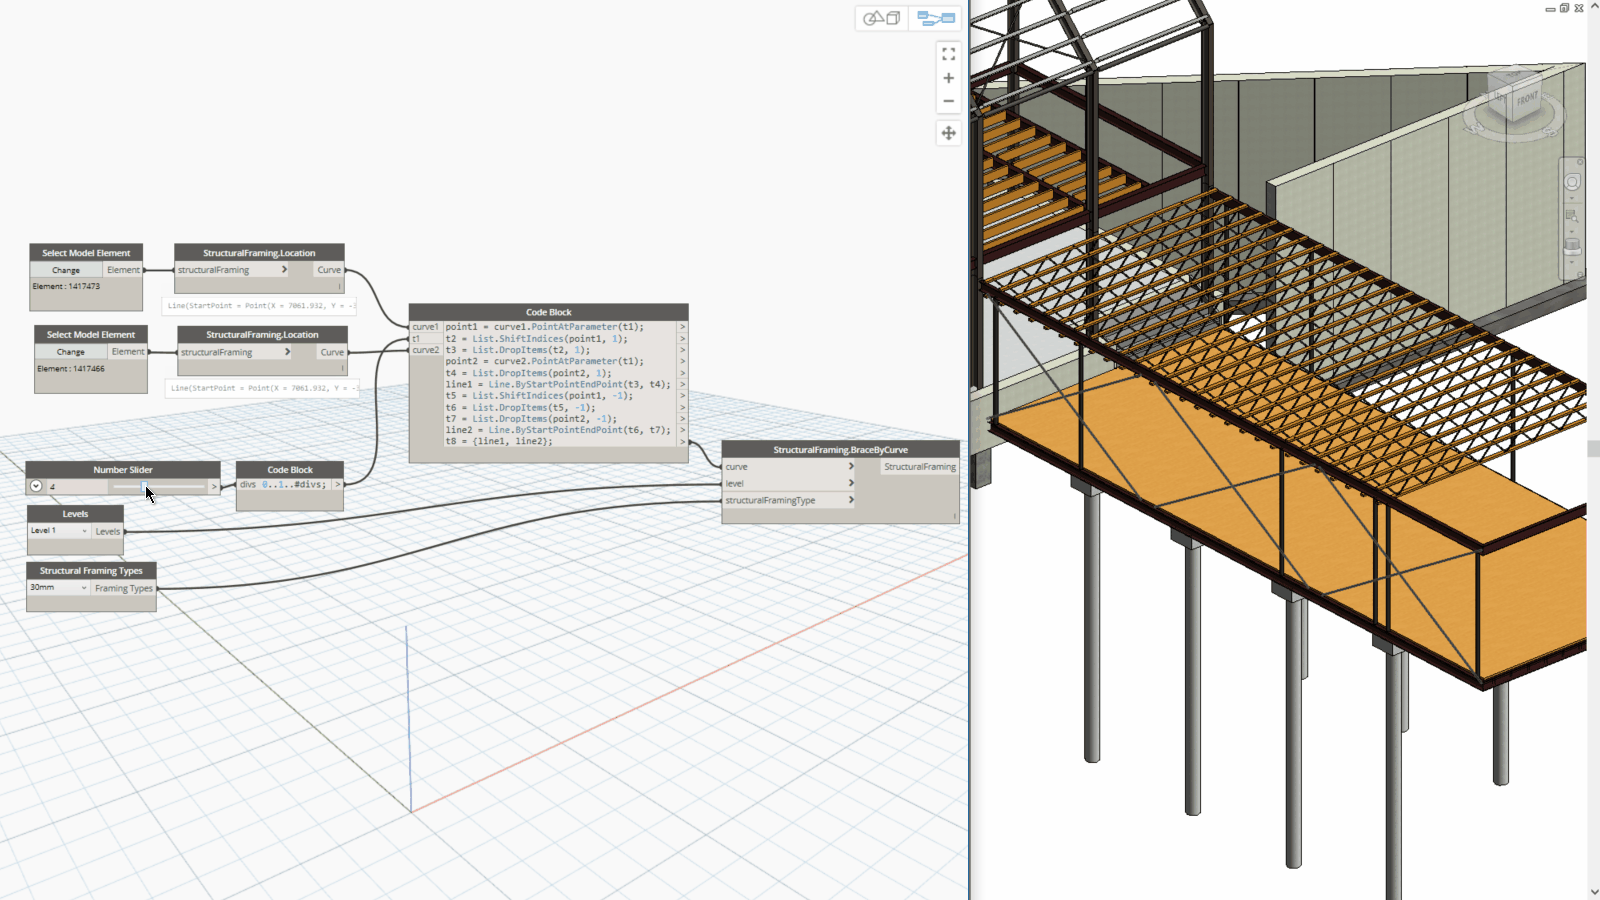 Select Model Element
Change
Element
Element : 1417473
StructuralFraming.Location
structuralFraming
>
Curve
Line(StartPoint = Point(X = 7061.932, Y = -
Select Model Element
Change
Element
Element : 1417466
StructuralFraming.Location
structuralFraming
>
Curve
Line(StartPoint = Point(X = 7061.932, Y = -
Code Block
curve1
t1
curve2
point1 = curve1.PointAtParameter(t1); >
t2 = List.ShiftIndices(point1, 1); >
t3 = List.DropItems(t2, 1); >
point2 = curve2.PointAtParameter(t1); >
t4 = List.DropItems(point2, 1); >
line1 = Line.ByStartPointEndPoint(t3, t4); >
t5 = List.ShiftIndices(point1, -1); >
t6 = List.DropItems(t5, -1); >
t7 = List.DropItems(point2, -1); >
line2 = Line.ByStartPointEndPoint(t6, t7); >
t8 = {line1, line2}; >
Number Slider
4
>
Code Block
divs
0..1..#divs; >
Levels
Level 1
Levels
Structural Framing Types
30mm
Framing Types
StructuralFraming.BraceByCurve
curve >
level >
structuralFramingType >
StructuralFraming
FRONT